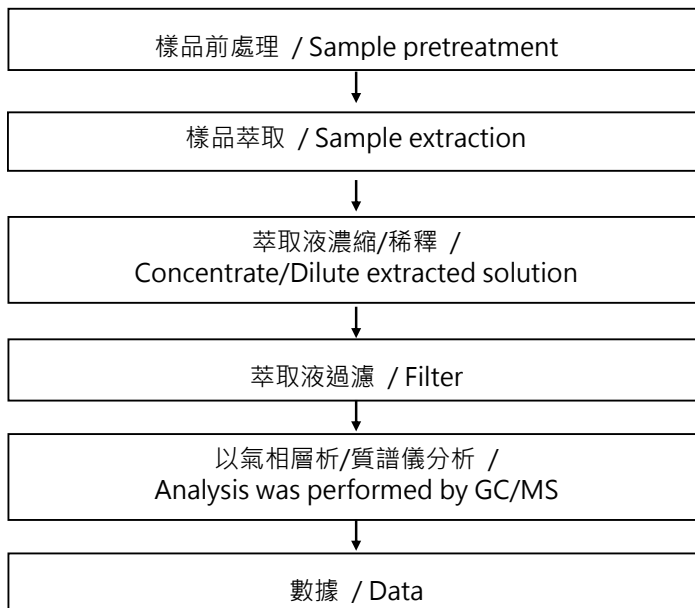 樣品前處理 / Sample pretreatment
樣品萃取 / Sample extraction
萃取液濃縮/稀釋 /
Concentrate/Dilute extracted solution
萃取液過濾 / Filter
以氣相層析/質譜儀分析 /
Analysis was performed by GC/MS
數據 / Data